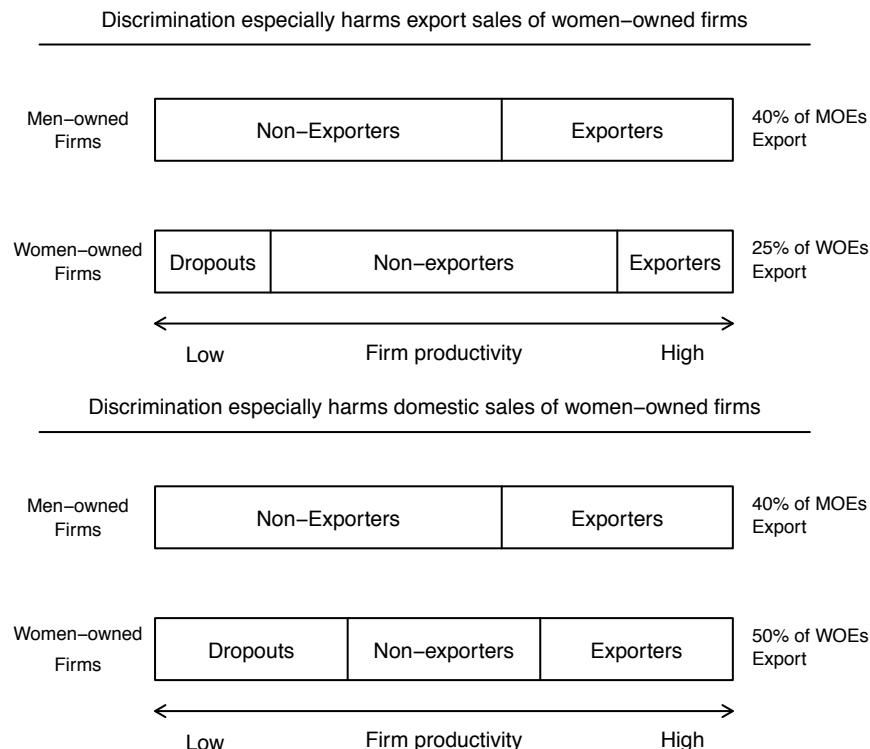 Discrimination especially harms export sales of women−owned firms
Men−owned
Firms
Non−Exporters
Exporters
40% of MOEs
Export
Women−owned
Firms
Dropouts
Non−exporters
Exporters
25% of WOEs
Export
Low
Firm productivity
High
Discrimination especially harms domestic sales of women−owned firms
Men−owned
Firms
Non−Exporters
Exporters
40% of MOEs
Export
Women−owned
Firms
Dropouts
Non−exporters
Exporters
50% of WOEs
Export
Low
Firm productivity
High